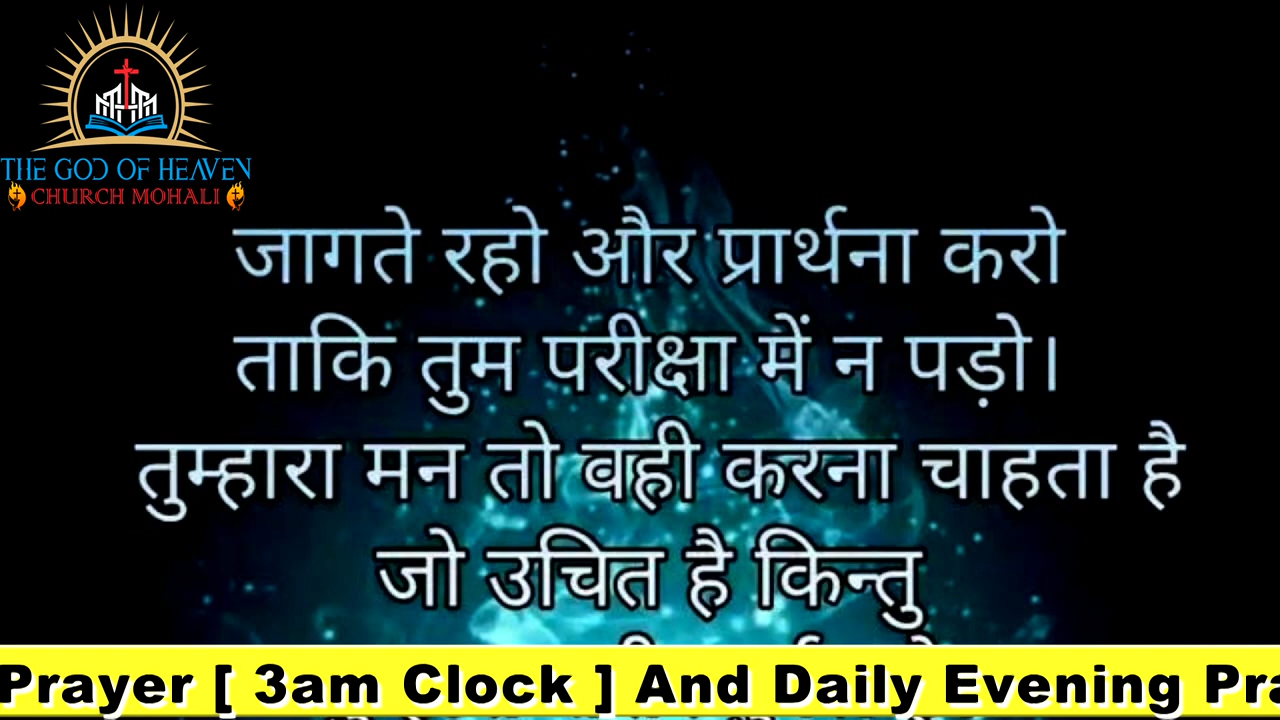 THE GOD OF HEAVEN
CHURCH MOHALI
जागते रहो और प्रार्थना करो
ताकि तुम परीक्षा में न पड़ो।
तुम्हारा मन तो वही करना चाहता है
जो उचित है किन्तु
Prayer [ 3am Clock ] And Daily Evening